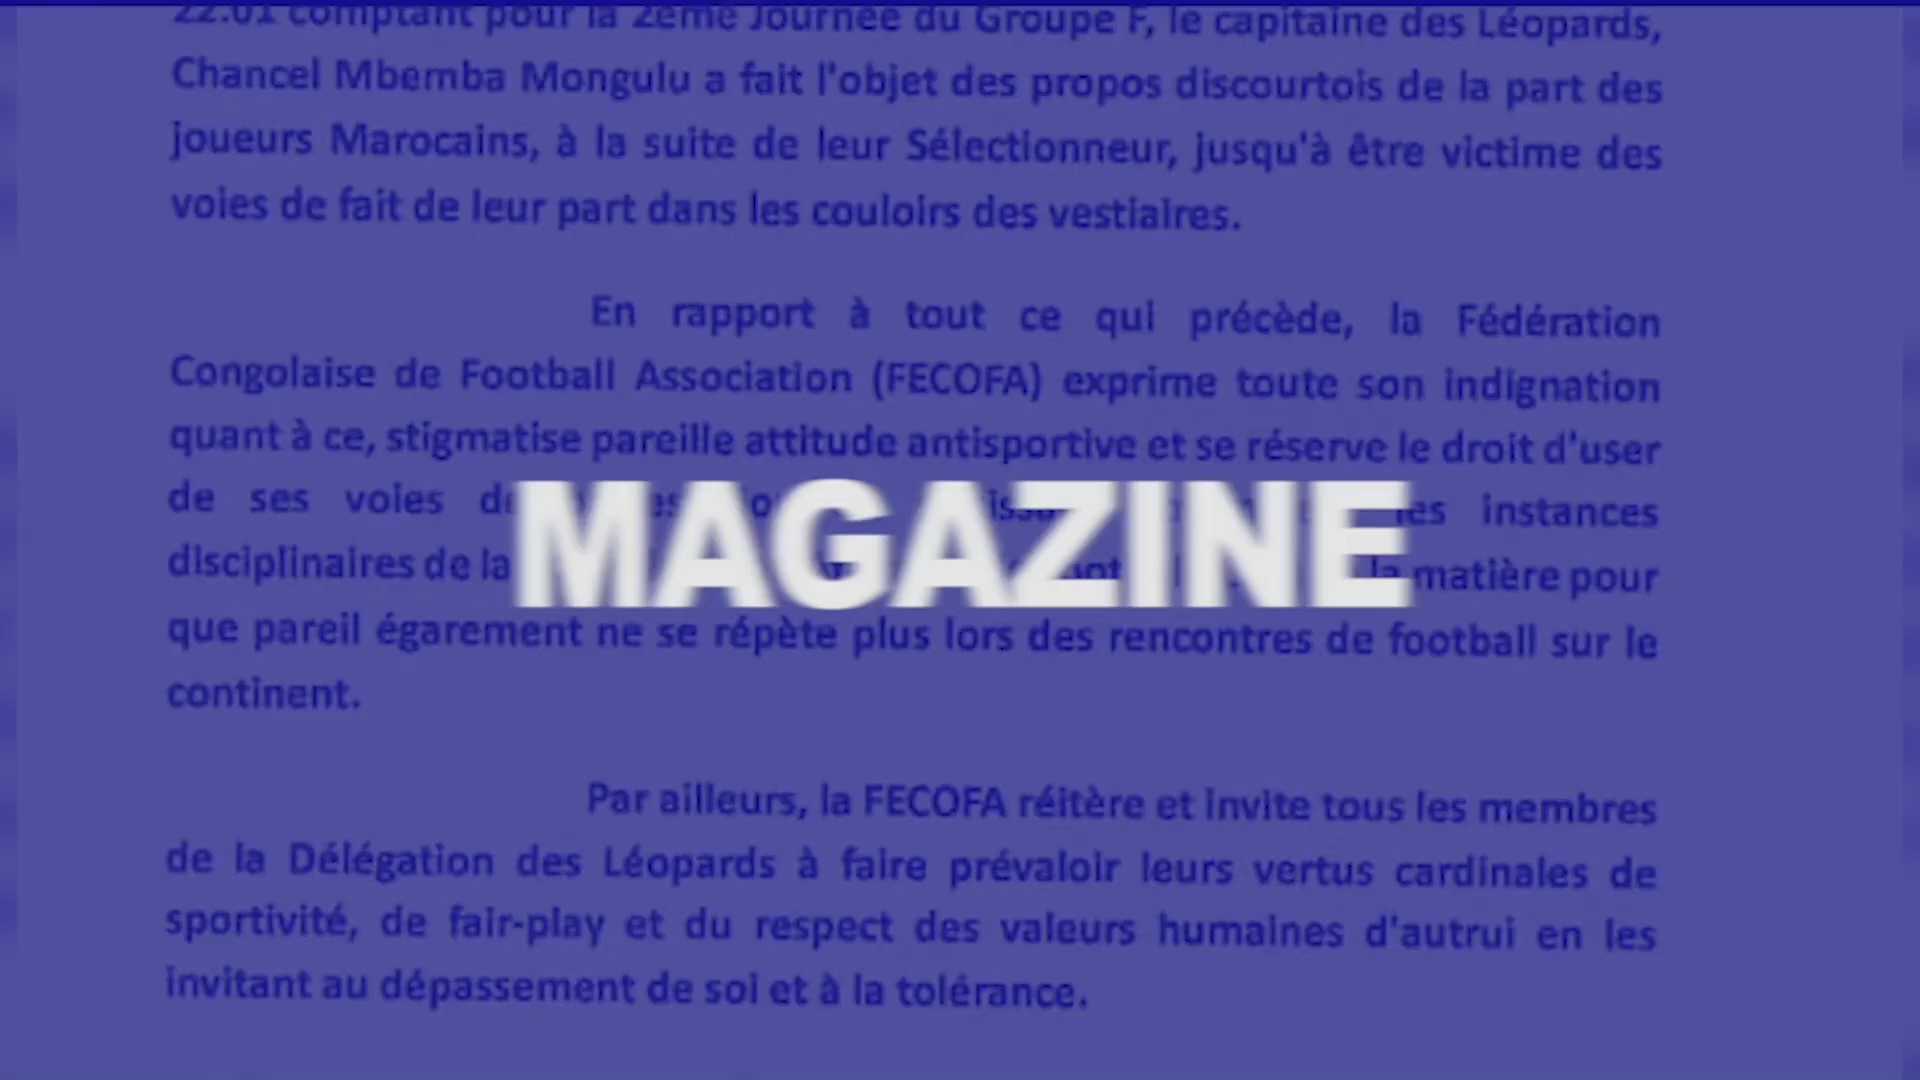 22.01 comptant pour la 2ème Journée du Groupe F, le capitaine des Léopards,
Chancel Mbemba Mongulu a fait l'objet des propos discourtois de la part des
joueurs Marocains, à la suite de leur Sélectionneur, jusqu'à être victime des
voies de fait de leur part dans les couloirs des vestiaires.
En rapport à tout ce qui précède, la Fédération
Congolaise de Football Association (FECOFA) exprime toute son indignation
quant à ce, stigmatise pareille attitude antisportive et se réserve le droit d'user
de ses voies les instances
MAGAZINE
disciplinaires de la la matière pour
que pareil égarement ne se répète plus lors des rencontres de football sur le
continent.
Par ailleurs, la FECOFA réitère et invite tous les membres
de la Délégation des Léopards à faire prévaloir leurs vertus cardinales de
sportivité, de fair-play et du respect des valeurs humaines d'autrui en les
invitant au dépassement de soi et à la tolérance.